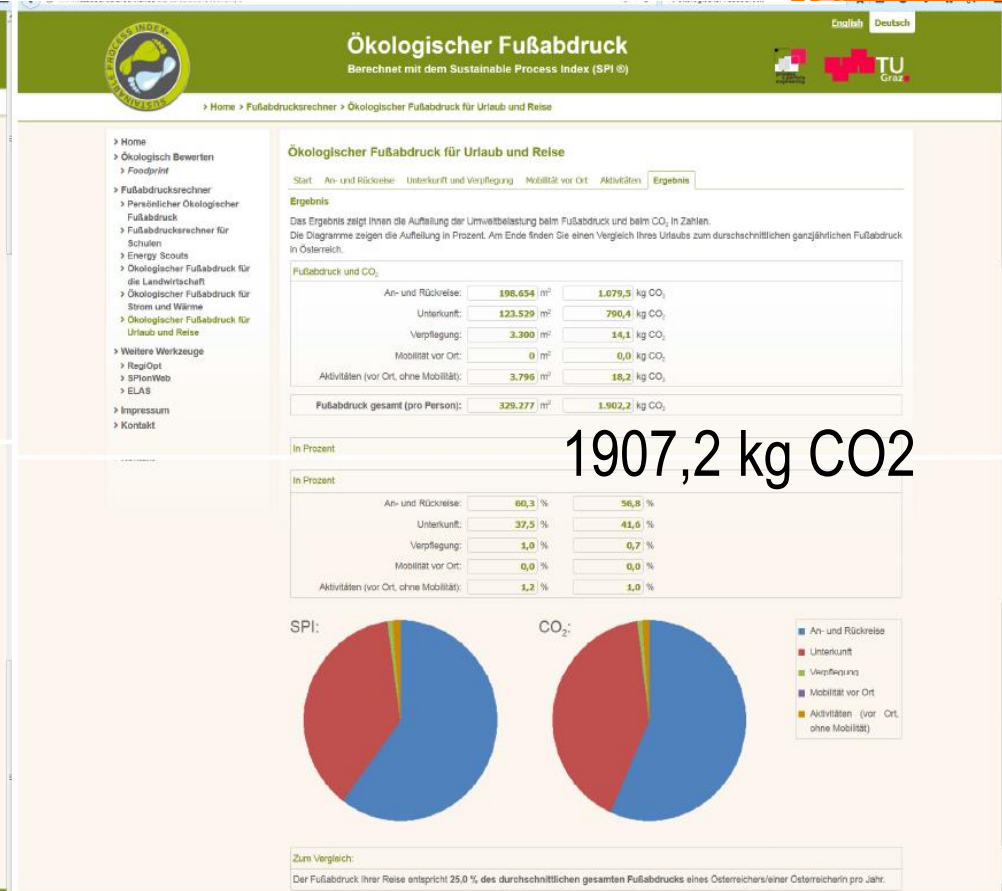 English Deutsch
SUSTAINABLE PROCESS INDEX
Ökologischer Fußabdruck
Berechnet mit dem Sustainable Process Index (SPI ®)
TU
Graz
> Home > Fußabdrucksrechner > Ökologischer Fußabdruck für Urlaub und Reise
> Home
> Ökologisch Bewerten
> Foodprint
> Fußabdrucksrechner
> Persönlicher Ökologischer
Fußabdruck
> Fußabdrucksrechner für
Schulen
> Energy Scouts
> Ökologischer Fußabdruck für
die Landwirtschaft
> Ökologischer Fußabdruck für
Strom und Wärme
> Ökologischer Fußabdruck für
Urlaub und Reise
> Weitere Werkzeuge
> RegiOpt
> SPIonWeb
> ELAS
> Impressum
> Kontakt
Ökologischer Fußabdruck für Urlaub und Reise
Start An- und Rückreise Unterkunft und Verpflegung Mobilität vor Ort Aktivitäten Ergebnis
Ergebnis
Das Ergebnis zeigt Ihnen die Aufteilung der Umweltbelastung beim Fußabdruck und beim CO₂ in Zahlen.
Die Diagramme zeigen die Aufteilung in Prozent. Am Ende finden Sie einen Vergleich Ihres Urlaubs zum durschschnittlichen ganzjährlichen Fußabdruck
in Österreich.
Fußabdruck und CO₂
An- und Rückreise: 198.654 m² 1.079,5 kg CO₂
Unterkunft: 123.529 m² 790,4 kg CO₂
Verpflegung: 3.300 m² 14,1 kg CO₂
Mobilität vor Ort: 0 m² 0,0 kg CO₂
Aktivitäten (vor Ort, ohne Mobilität): 3.796 m² 18,2 kg CO₂
Fußabdruck gesamt (pro Person): 329.277 m² 1.902,2 kg CO₂
1907,2 kg CO2
In Prozent
In Prozent
An- und Rückreise: 60,3 % 56,8 %
Unterkunft: 37,5 % 41,6 %
Verpflegung: 1,0 % 0,7 %
Mobilität vor Ort: 0,0 % 0,0 %
Aktivitäten (vor Ort, ohne Mobilität): 1,2 % 1,0 %
SPI: CO₂:
An- und Rückreise
Unterkunft
Verpflegung
Mobilität vor Ort
Aktivitäten (vor Ort,
ohne Mobilität)
Zum Vergleich:
Der Fußabdruck Ihrer Reise entspricht 25,0 % des durchschnittlichen gesamten Fußabdrucks eines Österreichers/einer Österreicherin pro Jahr.